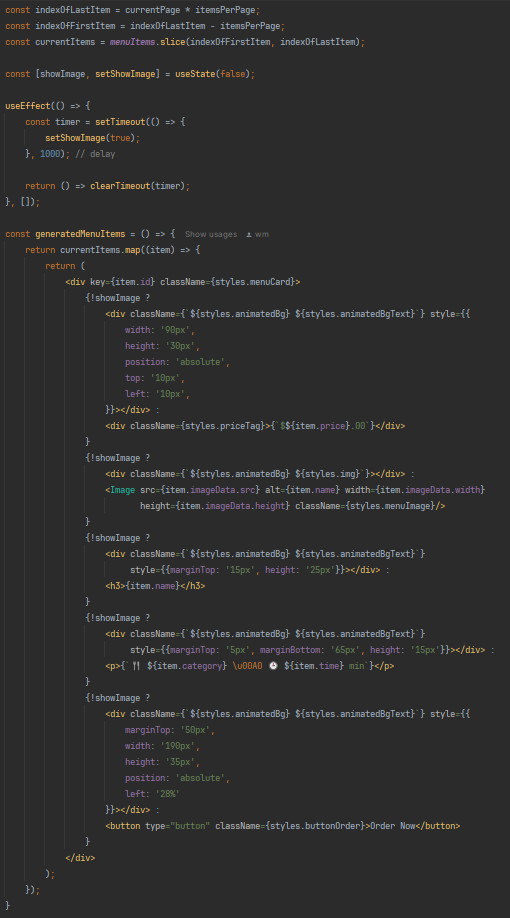 const indexOfLastItem = currentPage * itemsPerPage;
const indexOfFirstItem = indexOfLastItem - itemsPerPage;
const currentItems = menuItems.slice(indexOfFirstItem, indexOfLastItem);
const [showImage, setShowImage] = useState(false);
useEffect(() => {
    const timer = setTimeout(() => {
        setShowImage(true);
    }, 1000); // delay
    return () => clearTimeout(timer);
}, []);
const generatedMenuItems = () => { Show usages wm
    return currentItems.map((item) => {
        return (
            <div key={item.id} className={styles.menuCard}>
                {!showImage ?
                    <div className={`${styles.animatedBg} ${styles.animatedBgText}`} style={{
                        width: '90px',
                        height: '30px',
                        position: 'absolute',
                        top: '10px',
                        left: '10px',
                    }}></div> :
                    <div className={styles.priceTag}>{`$${item.price}.00`}</div>
                }
                {!showImage ?
                    <div className={`${styles.animatedBg} ${styles.img}`}></div> :
                    <Image src={item.imageData.src} alt={item.name} width={item.imageData.width}
                           height={item.imageData.height} className={styles.menuImage}/>
                }
                {!showImage ?
                    <div className={`${styles.animatedBg} ${styles.animatedBgText}`}
                         style={{marginTop: '15px', height: '25px'}}></div> :
                    <h3>{item.name}</h3>
                }
                {!showImage ?
                    <div className={`${styles.animatedBg} ${styles.animatedBgText}`}
                         style={{marginTop: '5px', marginBottom: '65px', height: '15px'}}></div> :
                    <p>{`🍴 ${item.category} \u00A0 🕒 ${item.time} min`}</p>
                }
                {!showImage ?
                    <div className={`${styles.animatedBg} ${styles.animatedBgText}`} style={{
                        marginTop: '50px',
                        width: '190px',
                        height: '35px',
                        position: 'absolute',
                        left: '28%'
                    }}></div> :
                    <button type="button" className={styles.buttonOrder}>Order Now</button>
                }
            </div>
        );
    });
}